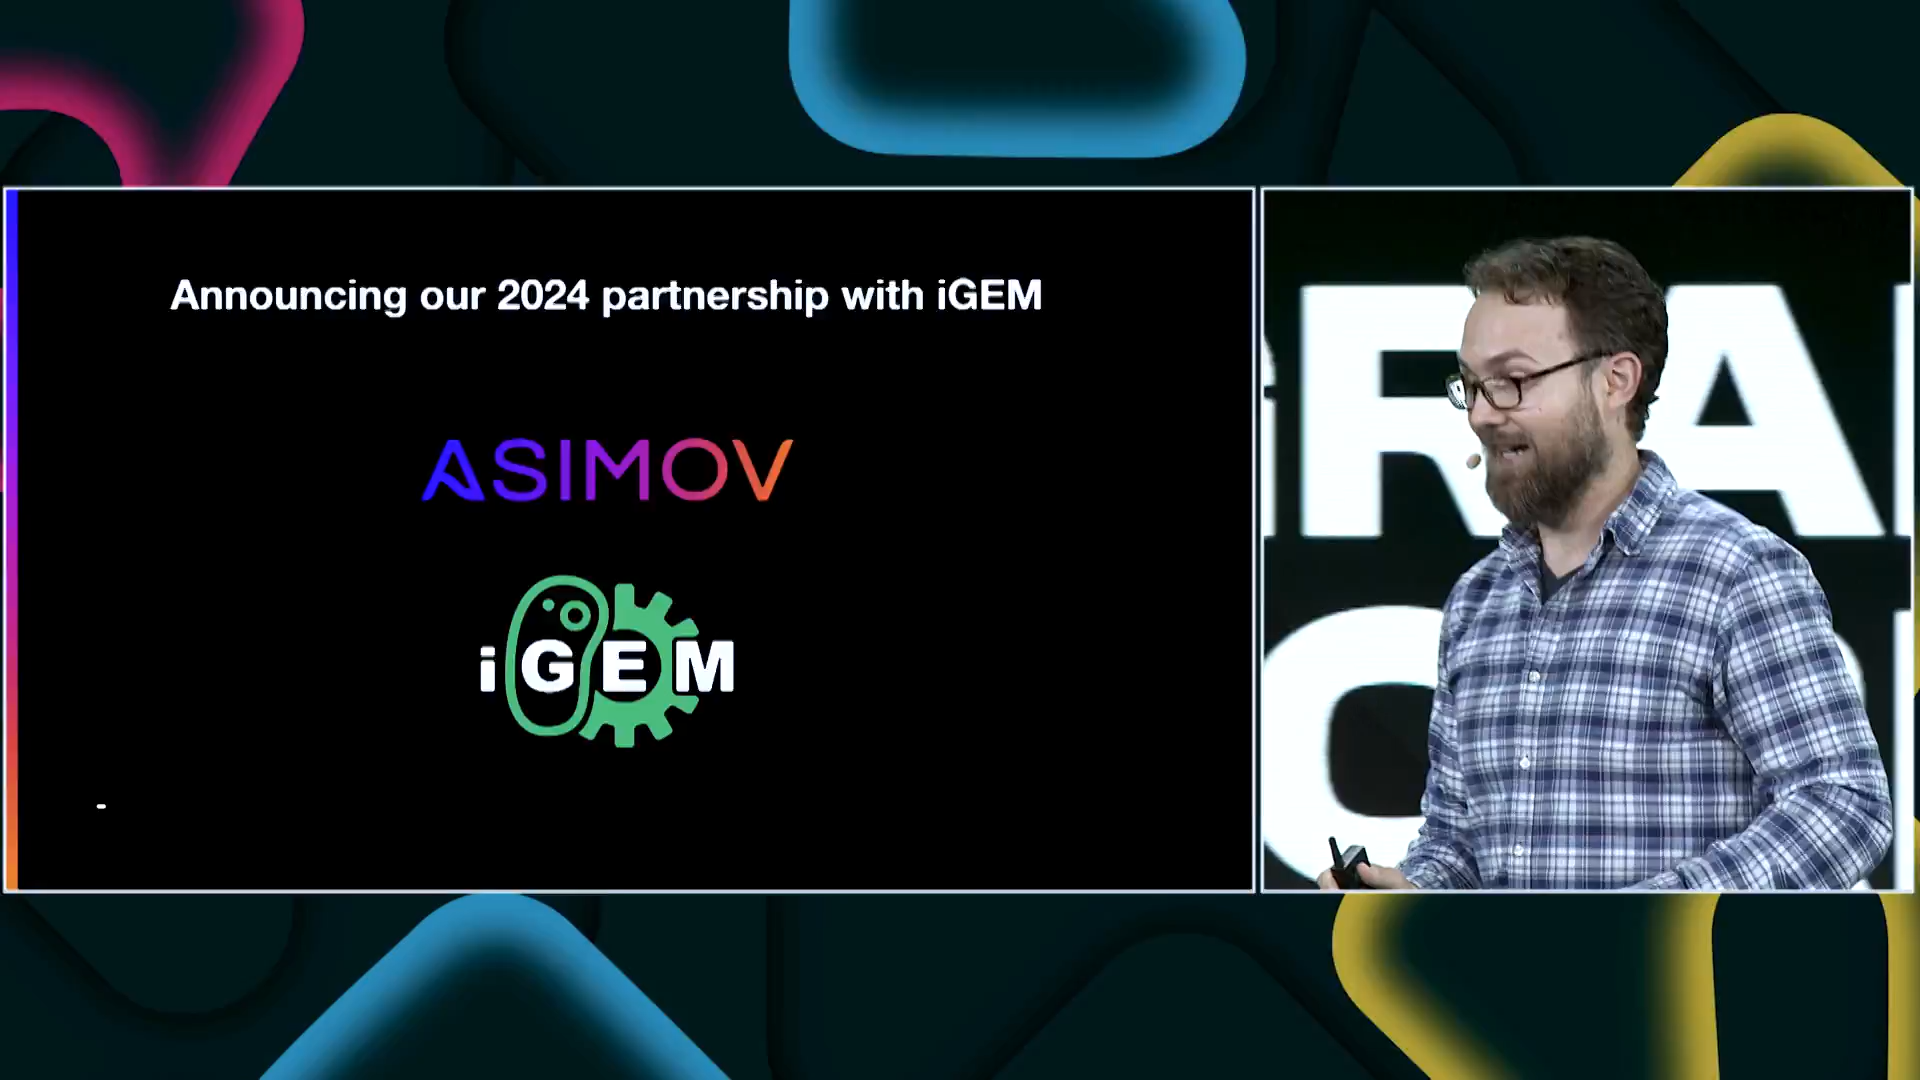 Announcing our 2024 partnership with iGEM
ASIMOV
iGEM
-